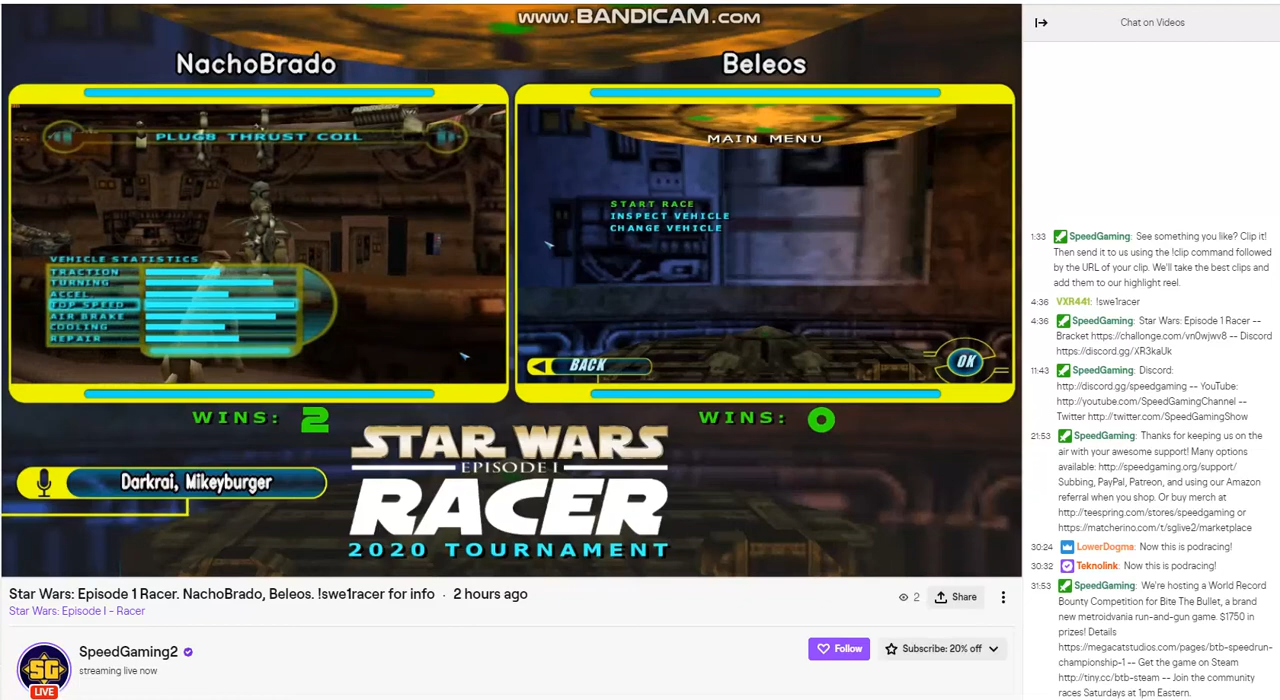 www.BANDICAM.com
NachoBrado
Beleos
PLUG8 THRUST COIL
VEHICLE STATISTICS
TRACTION
TURNING
ACCEL
TOP SPEED
AIR BRAKE
COOLING
REPAIR
MAIN MENU
START RACE
INSPECT VEHICLE
CHANGE VEHICLE
BACK
OK
WINS: 2
WINS: 0
Darkrai, Mikeyburger
STAR WARS
EPISODE I
RACER
2020 TOURNAMENT
Star Wars: Episode 1 Racer. NachoBrado, Beleos. !swe1racer for info · 2 hours ago
Star Wars: Episode I - Racer
2
Share
SpeedGaming2
streaming live now
SG
LIVE
Follow
Subscribe: 20% off
Chat on Videos
1:33 SpeedGaming: See something you like? Clip it!
Then send it to us using the !clip command followed
by the URL of your clip. We'll take the best clips and
add them to our highlight reel.
4:36 VXR441: !swe1racer
4:36 SpeedGaming: Star Wars: Episode 1 Racer --
Bracket https://challonge.com/vn0wjwv8 -- Discord
https://discord.gg/XR3kaUk
11:43 SpeedGaming: Discord:
http://discord.gg/speedgaming -- YouTube:
http://youtube.com/SpeedGamingChannel --
Twitter http://twitter.com/SpeedGamingShow
21:53 SpeedGaming: Thanks for keeping us on the
air with your awesome support! Many options
available: http://speedgaming.org/support/
Subbing, PayPal, Patreon, and using our Amazon
referral when you shop. Or buy merch at
http://teespring.com/stores/speedgaming or
https://matcherino.com/t/sglive2/marketplace
30:24 LowerDogma: Now this is podracing!
30:32 Teknolink: Now this is podracing!
31:53 SpeedGaming: We're hosting a World Record
Bounty Competition for Bite The Bullet, a brand
new metroidvania run-and-gun game. $1750 in
prizes! Details
https://megacatstudios.com/pages/btb-speedrun-
championship-1 -- Get the game on Steam
http://tiny.cc/btb-steam -- Join the community
races Saturdays at 1pm Eastern